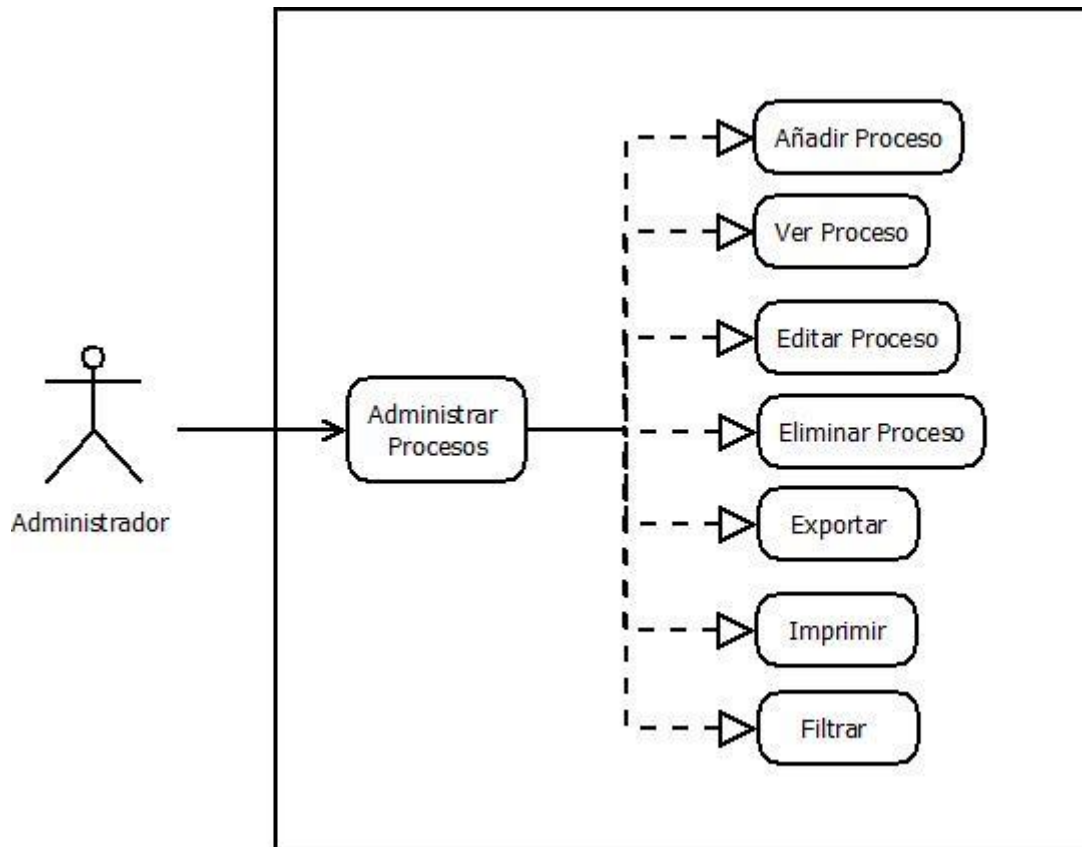 Añadir Proceso
Ver Proceso
Editar Proceso
Administrar
Procesos
Eliminar Proceso
Administrador
Exportar
Imprimir
Filtrar